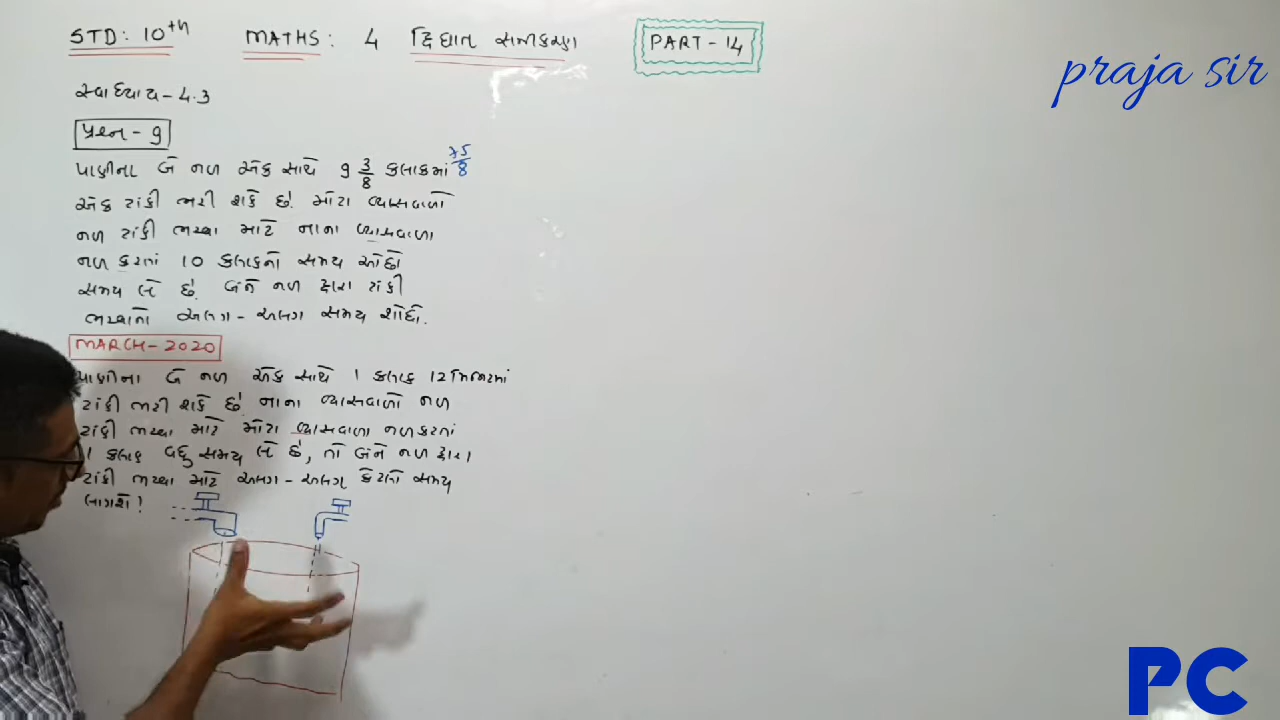 STD: 10th MATHS: 4 દ્વિઘાત સમીકરણ PART-14
praja sir
સ્વાધ્યાય-4.3
પ્રશ્ન-9
75/8
પાણીના બે નળ એક સાથે 9 3/8 કલાકમાં
એક ટાંકી ભરી શકે છે. મોટા વ્યાસવાળો
નળ ટાંકી ભરવા માટે નાના વ્યાસવાળા
નળ કરતાં 10 કલાકનો સમય ઓછો
સમય લે છે. બંને નળ દ્વારા ટાંકી
ભરવાનો અલગ-અલગ સમય શોધો.
MARCH-2020
પાણીના બે નળ એક સાથે 1 કલાક 12 મિનિટમાં
ટાંકી ભરી શકે છે. નાના વ્યાસવાળો નળ
ટાંકી ભરવા માટે મોટા વ્યાસવાળા નળ કરતાં
1 કલાક વધુ સમય લે છે, તો બંને નળ દ્વારા
ટાંકી ભરવા માટે અલગ-અલગ કેટલો સમય
લાગશે?
PC